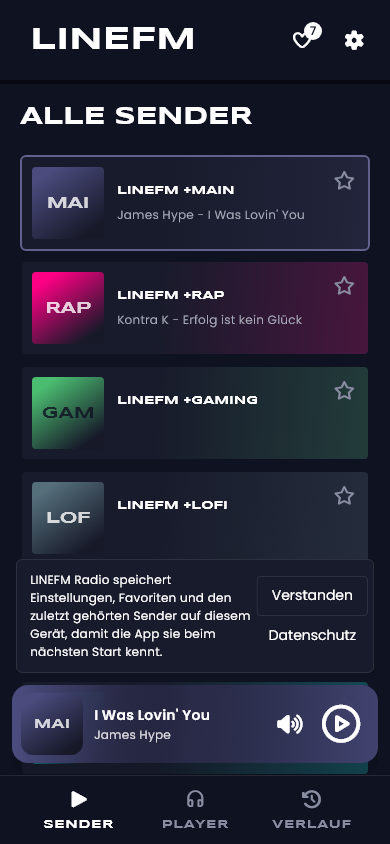 LINEFM
7
ALLE SENDER
MAI
LINEFM +MAIN
James Hype - I Was Lovin' You
RAP
LINEFM +RAP
Kontra K - Erfolg ist kein Glück
GAM
LINEFM +GAMING
LOF
LINEFM +LOFI
LINEFM Radio speichert
Einstellungen, Favoriten und den
zuletzt gehörten Sender auf diesem
Gerät, damit die App sie beim
nächsten Start kennt.
Verstanden
Datenschutz
MAI
I Was Lovin' You
James Hype
SENDER
PLAYER
VERLAUF